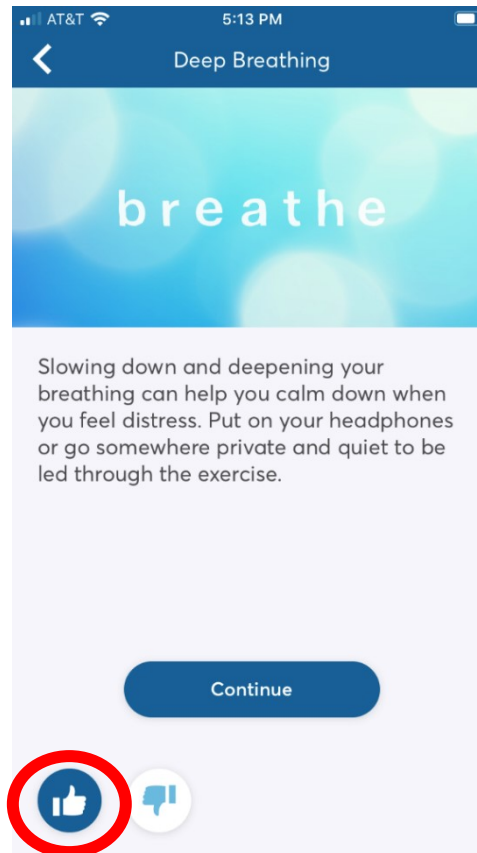 AT&T
5:13 PM
Deep Breathing
breathe
Slowing down and deepening your
breathing can help you calm down when
you feel distress. Put on your headphones
or go somewhere private and quiet to be
led through the exercise.
Continue